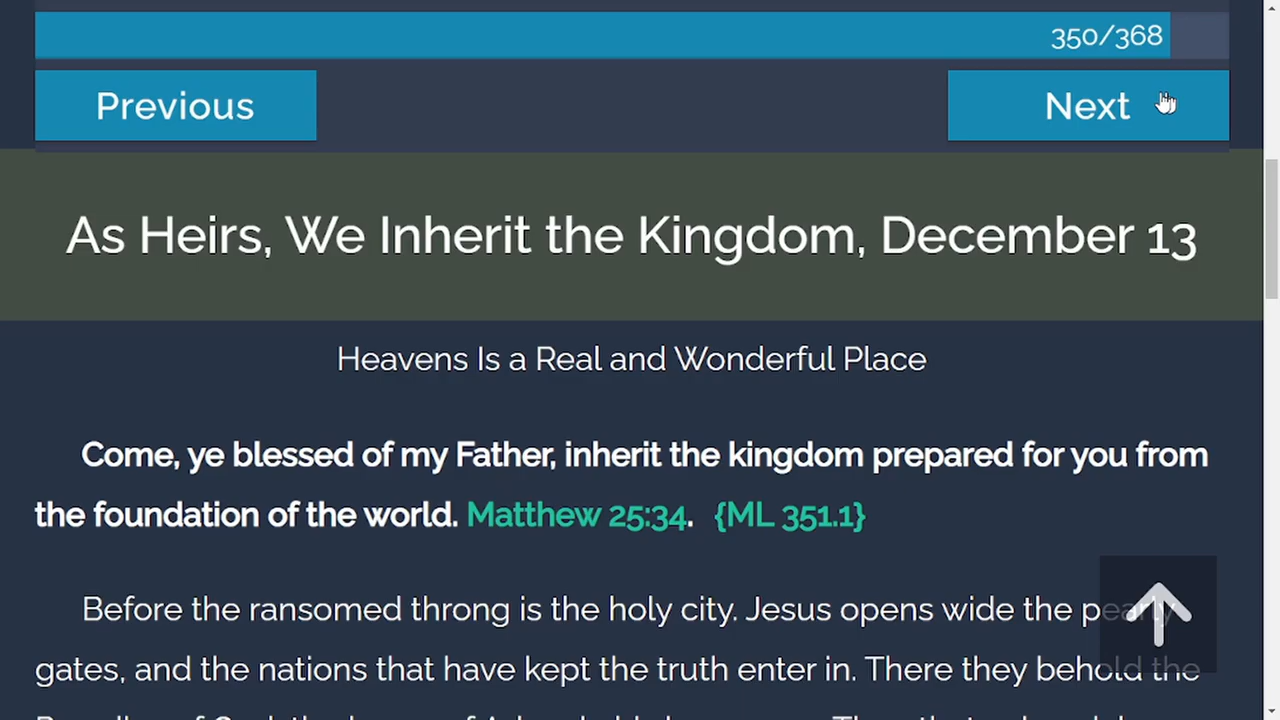 350/368
Previous
Next
As Heirs, We Inherit the Kingdom, December 13
Heavens Is a Real and Wonderful Place
Come, ye blessed of my Father, inherit the kingdom prepared for you from
the foundation of the world. Matthew 25:34. {ML 351.1}
Before the ransomed throng is the holy city. Jesus opens wide the pearly
gates, and the nations that have kept the truth enter in. There they behold the